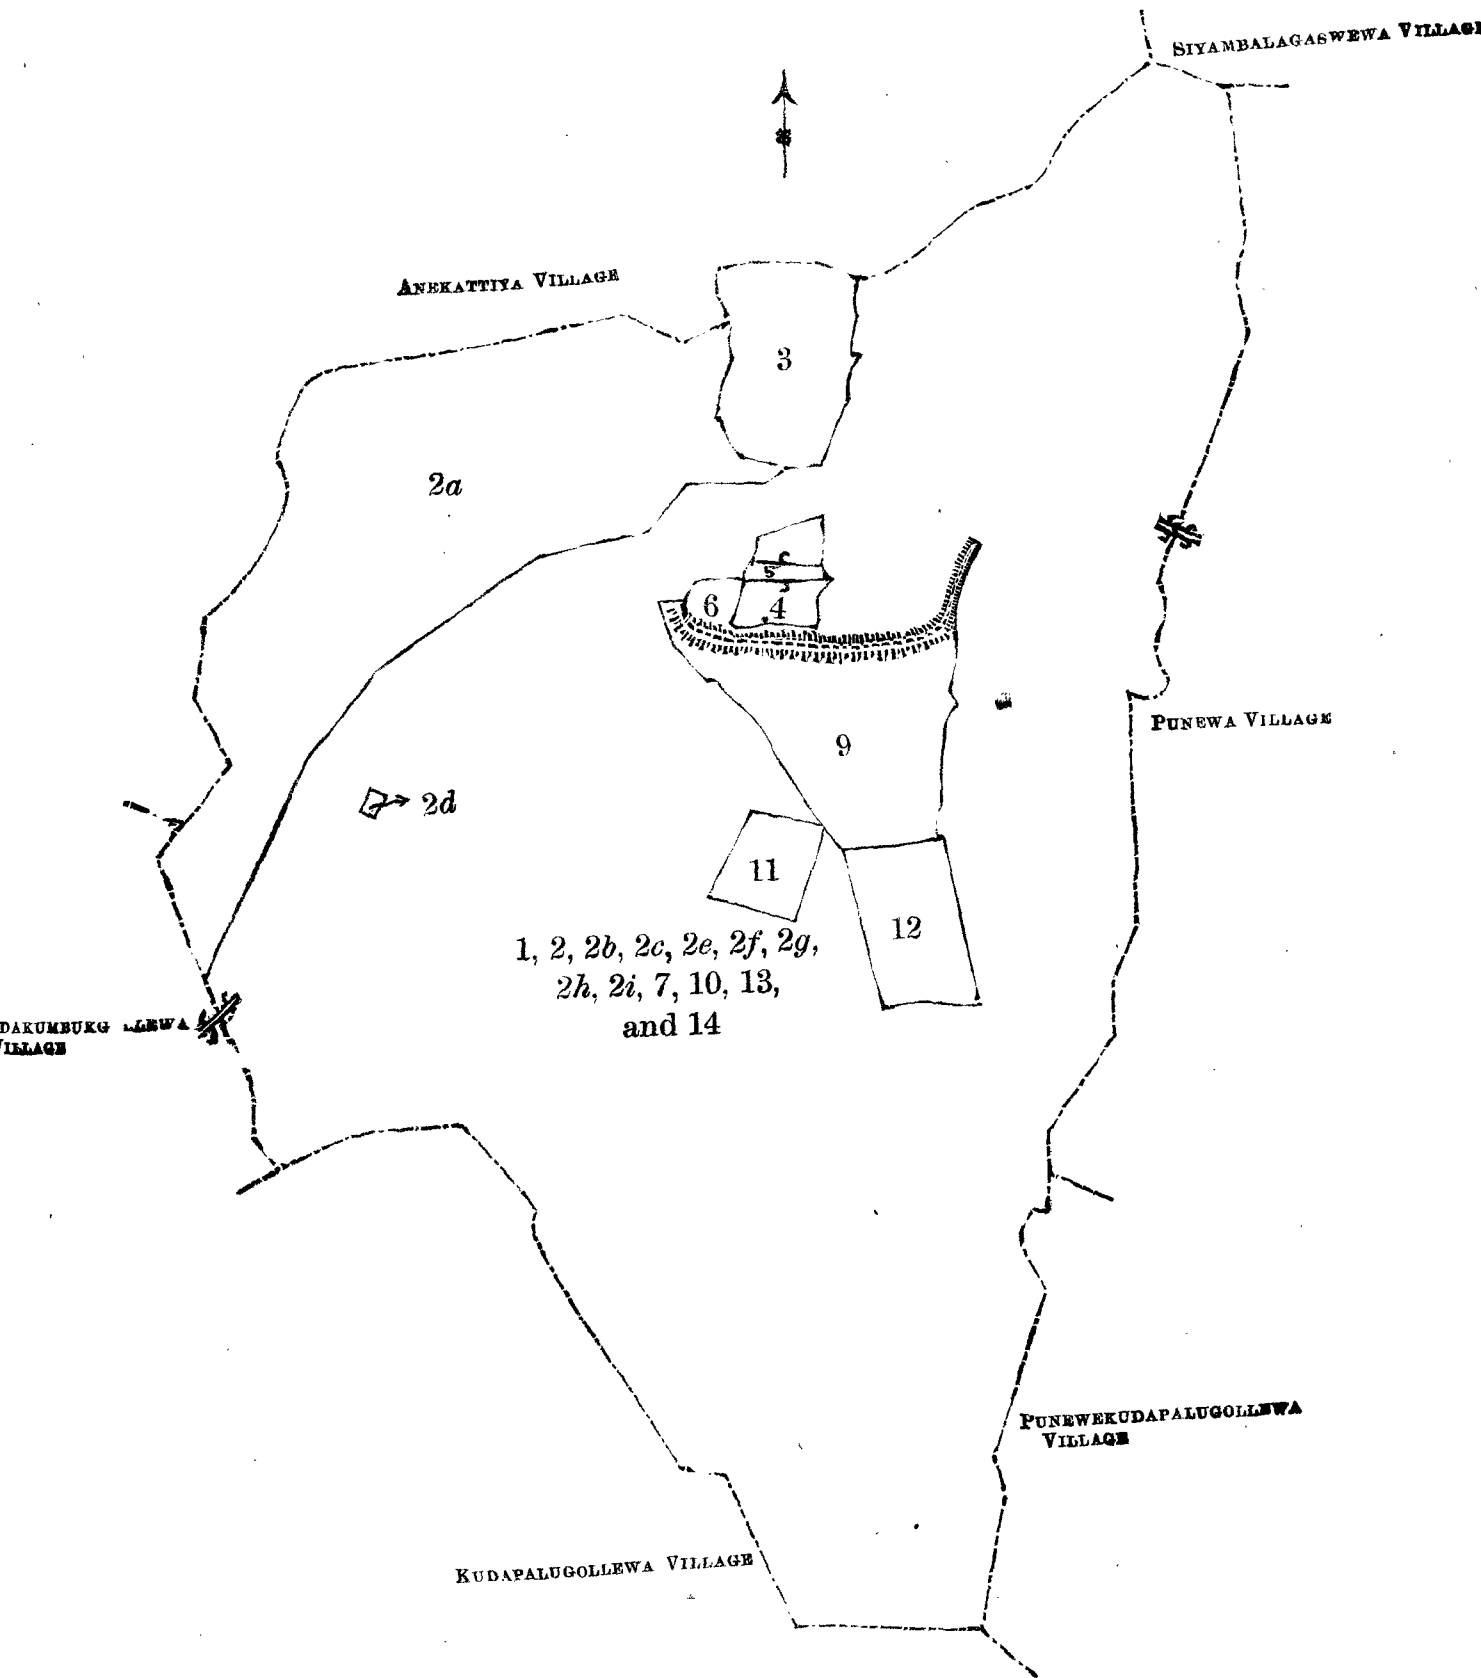 SIYAMBALAGASWEWA VILLAGE
ANEKATTIYA VILLAGE
3
2a
5
6
4
PUNEWA VILLAGE
9
2d
11
12
1, 2, 2b, 2c, 2e, 2f, 2g,
2h, 2i, 7, 10, 13,
and 14
VILLAGE
PUNEWEKUDAPALUGOLLEWA
VILLAGE
KUDAPALUGOLLEWA VILLAGE